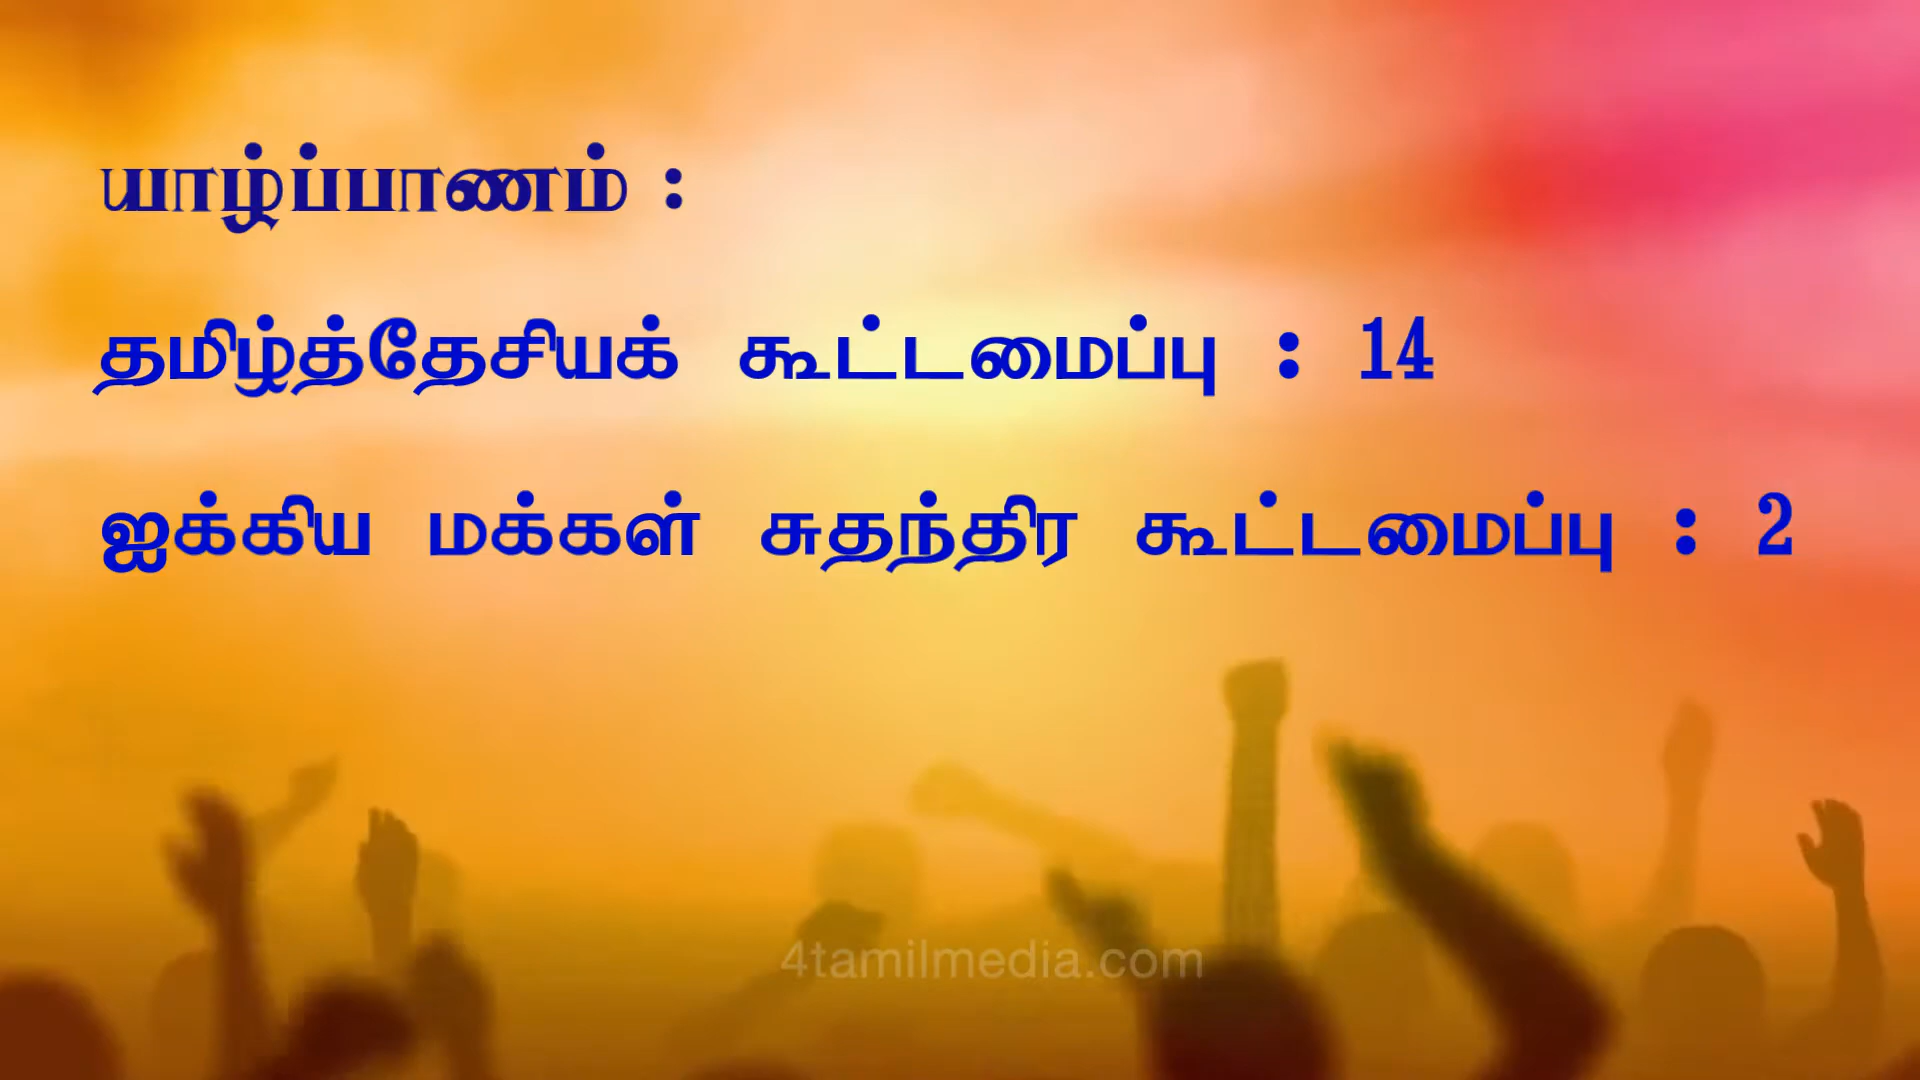 யாழ்ப்பாணம் :
தமிழ்த்தேசியக் கூட்டமைப்பு : 14
ஐக்கிய மக்கள் சுதந்திர கூட்டமைப்பு : 2
4tamilmedia.com